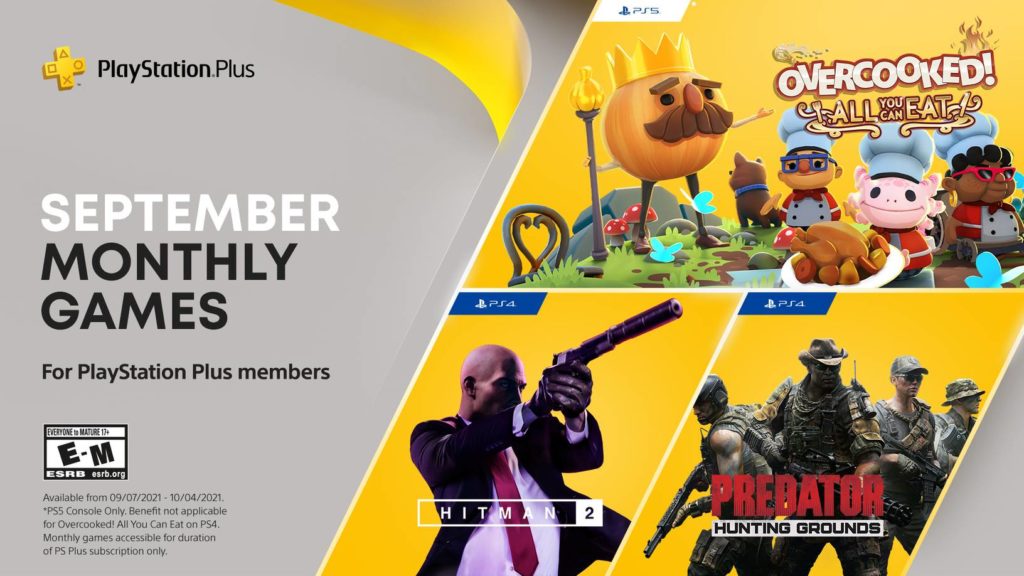 PlayStation.Plus
SEPTEMBER
MONTHLY
GAMES
For PlayStation Plus members
EVERYONE to MATURE 17+
E-M
ESRB esrb.org
Available from 09/07/2021 - 10/04/2021.
*PS5 Console Only. Benefit not applicable
for Overcooked! All You Can Eat on PS4.
Monthly games accessible for duration
of PS Plus subscription only.
PS5
OVERCOOKED!
ALL YOU CAN EAT
PS4
HITMAN 2
PS4
PREDATOR
HUNTING GROUNDS